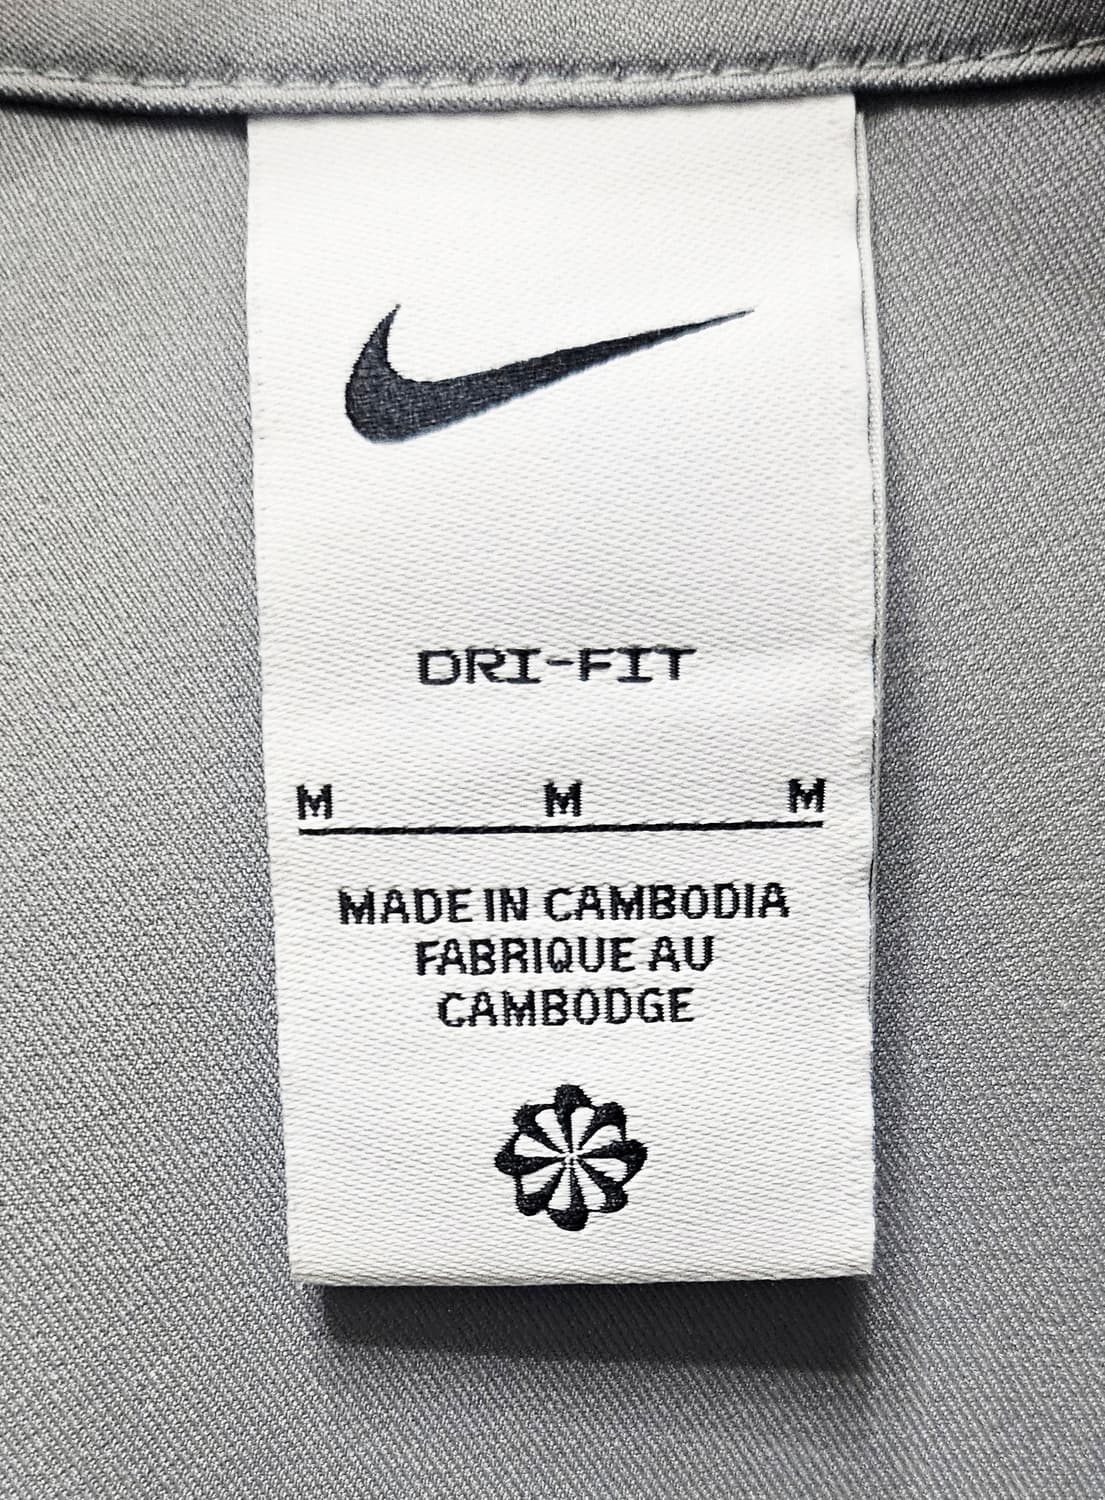 DRI-FIT
M M M
MADE IN CAMBODIA
FABRIQUE AU
CAMBODGE